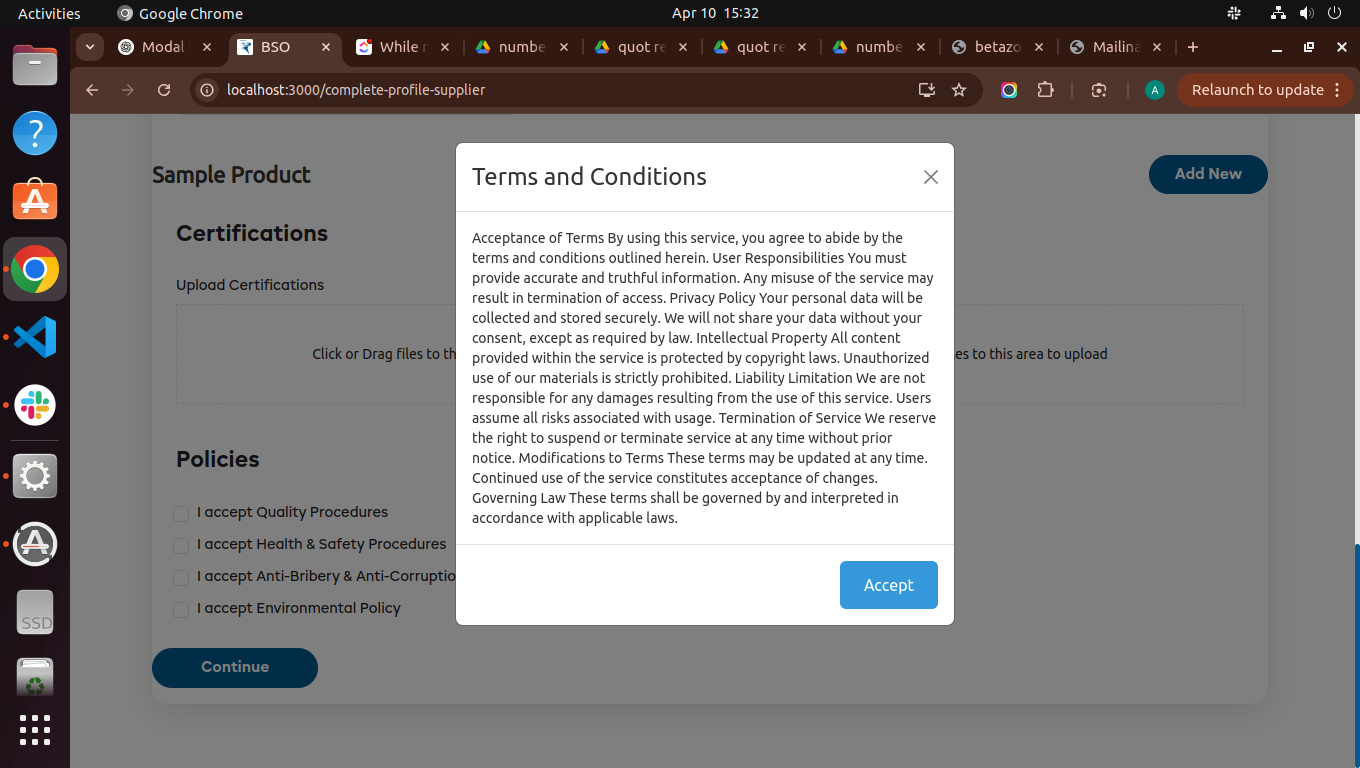 Activities
Google Chrome
Apr 10 15:32
Modal
BSO
While
numbe
quot re
quot re
numbe
betazo
Mailina
localhost:3000/complete-profile-supplier
A
Relaunch to update
Sample Product
Add New
Certifications
Upload Certifications
Click or Drag files to th
es to this area to upload
Policies
I accept Quality Procedures
I accept Health & Safety Procedures
I accept Anti-Bribery & Anti-Corruptio
I accept Environmental Policy
Continue
Terms and Conditions
Acceptance of Terms By using this service, you agree to abide by the
terms and conditions outlined herein. User Responsibilities You must
provide accurate and truthful information. Any misuse of the service may
result in termination of access. Privacy Policy Your personal data will be
collected and stored securely. We will not share your data without your
consent, except as required by law. Intellectual Property All content
provided within the service is protected by copyright laws. Unauthorized
use of our materials is strictly prohibited. Liability Limitation We are not
responsible for any damages resulting from the use of this service. Users
assume all risks associated with usage. Termination of Service We reserve
the right to suspend or terminate service at any time without prior
notice. Modifications to Terms These terms may be updated at any time.
Continued use of the service constitutes acceptance of changes.
Governing Law These terms shall be governed by and interpreted in
accordance with applicable laws.
Accept
SSD